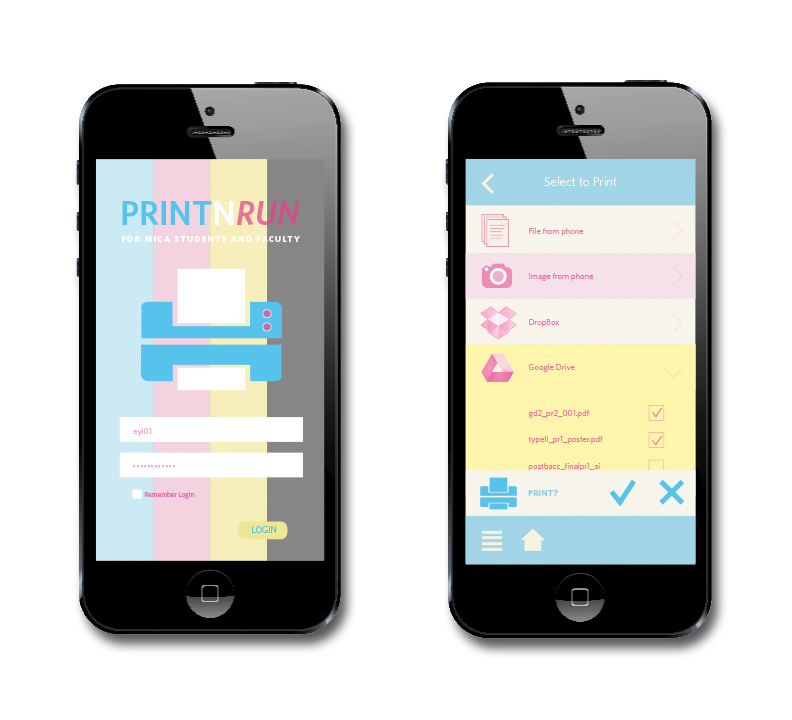 PRINTNRUN
FOR MICA STUDENTS AND FACULTY
eyi01
Remember Login
LOGIN
Select to Print
File from phone
Image from phone
DropBox
Google Drive
gd2_pr2_001.pdf
typeII_pr1_poster.pdf
postbacc_finalpr1_ai
PRINT?